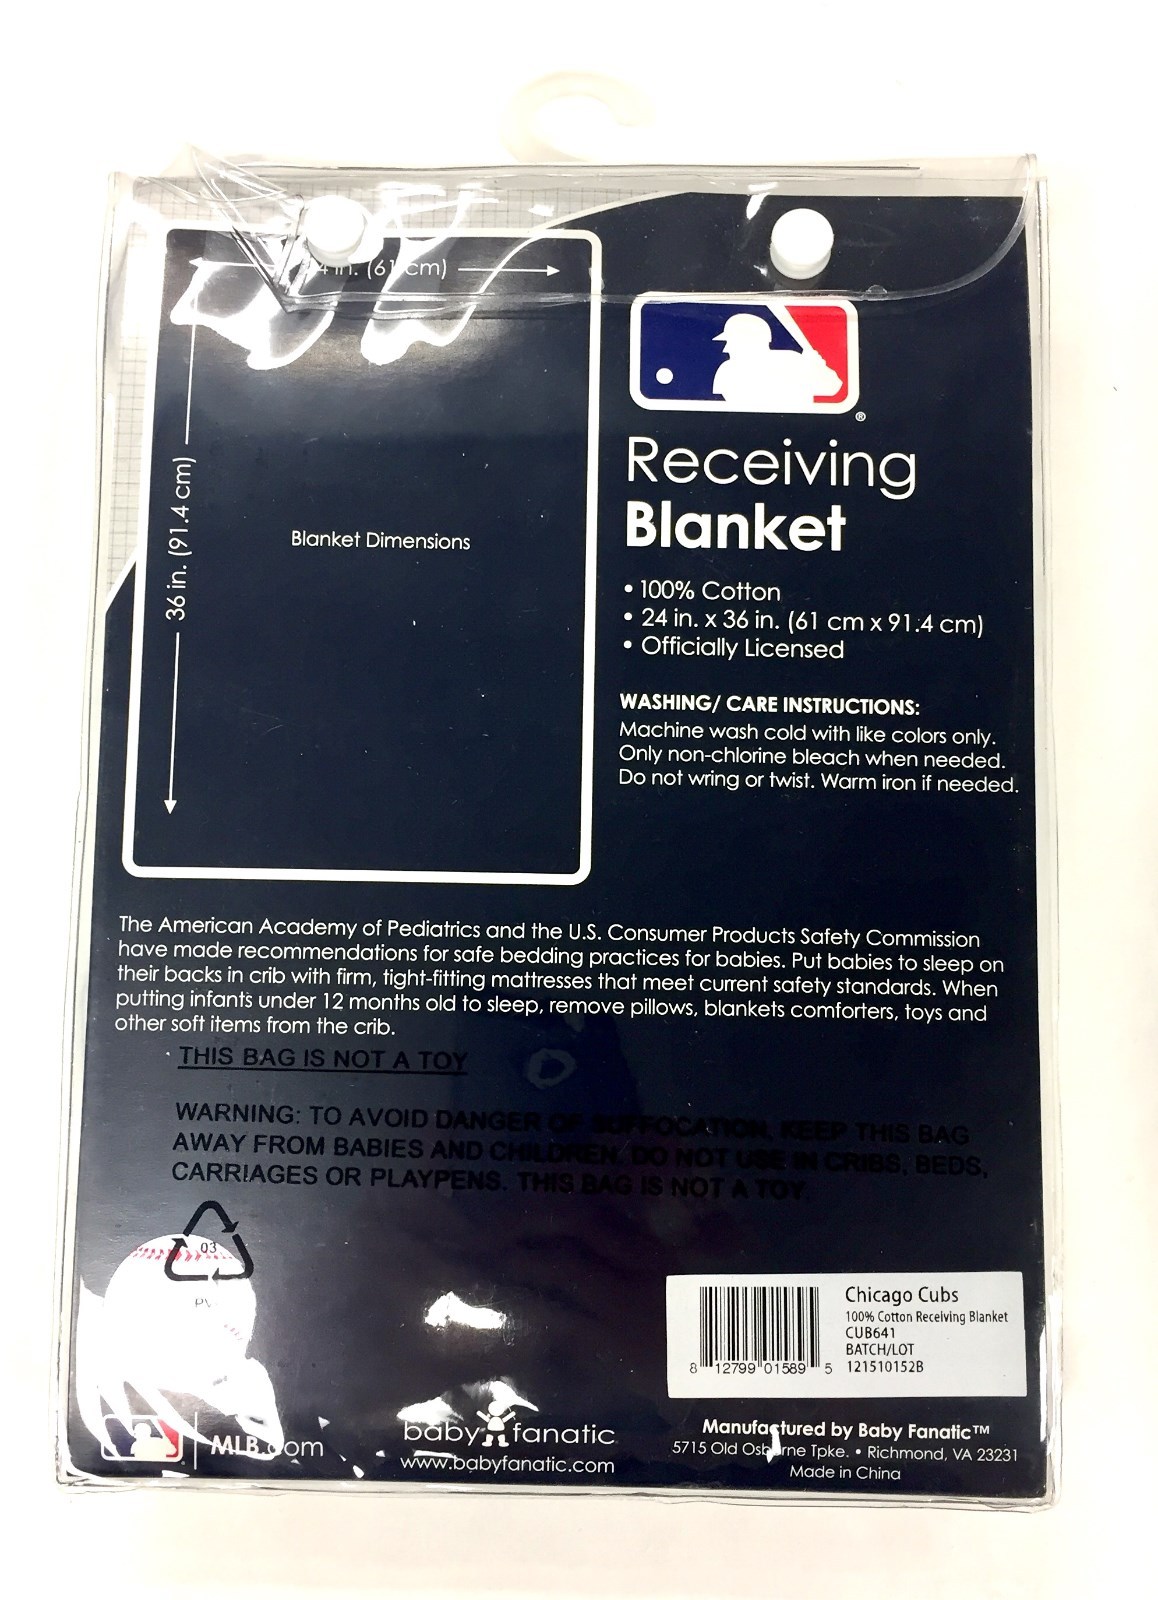 in. (61 cm)
36 in. (91.4 cm)
Blanket Dimensions
®
Receiving
Blanket
• 100% Cotton
• 24 in. x 36 in. (61 cm x 91.4 cm)
• Officially Licensed
WASHING/ CARE INSTRUCTIONS:
Machine wash cold with like colors only.
Only non-chlorine bleach when needed.
Do not wring or twist. Warm iron if needed.
The American Academy of Pediatrics and the U.S. Consumer Products Safety Commission
have made recommendations for safe bedding practices for babies. Put babies to sleep on
their backs in crib with firm, tight-fitting mattresses that meet current safety standards. When
putting infants under 12 months old to sleep, remove pillows, blankets comforters, toys and
other soft items from the crib.
THIS BAG IS NOT A TOY
WARNING: TO AVOID DANGER OF SUFFOCATION, KEEP THIS BAG
AWAY FROM BABIES AND CHILDREN. DO NOT USE IN CRIBS, BEDS,
CARRIAGES OR PLAYPENS. THIS BAG IS NOT A TOY.
03
Chicago Cubs
100% Cotton Receiving Blanket
CUB641
BATCH/LOT
121510152B
8 12799 01589 5
MLB.com
baby fanatic
www.babyfanatic.com
Manufactured by Baby Fanatic™
5715 Old Osborne Tpke. • Richmond, VA 23231
Made in China